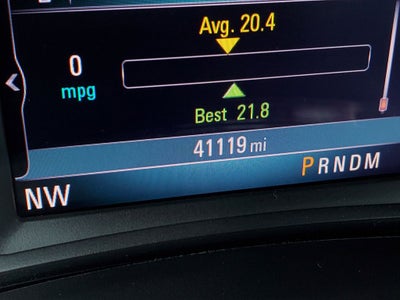 Avg. 20.4
0
mpg
Best 21.8
41119 mi
PRNDM
NW